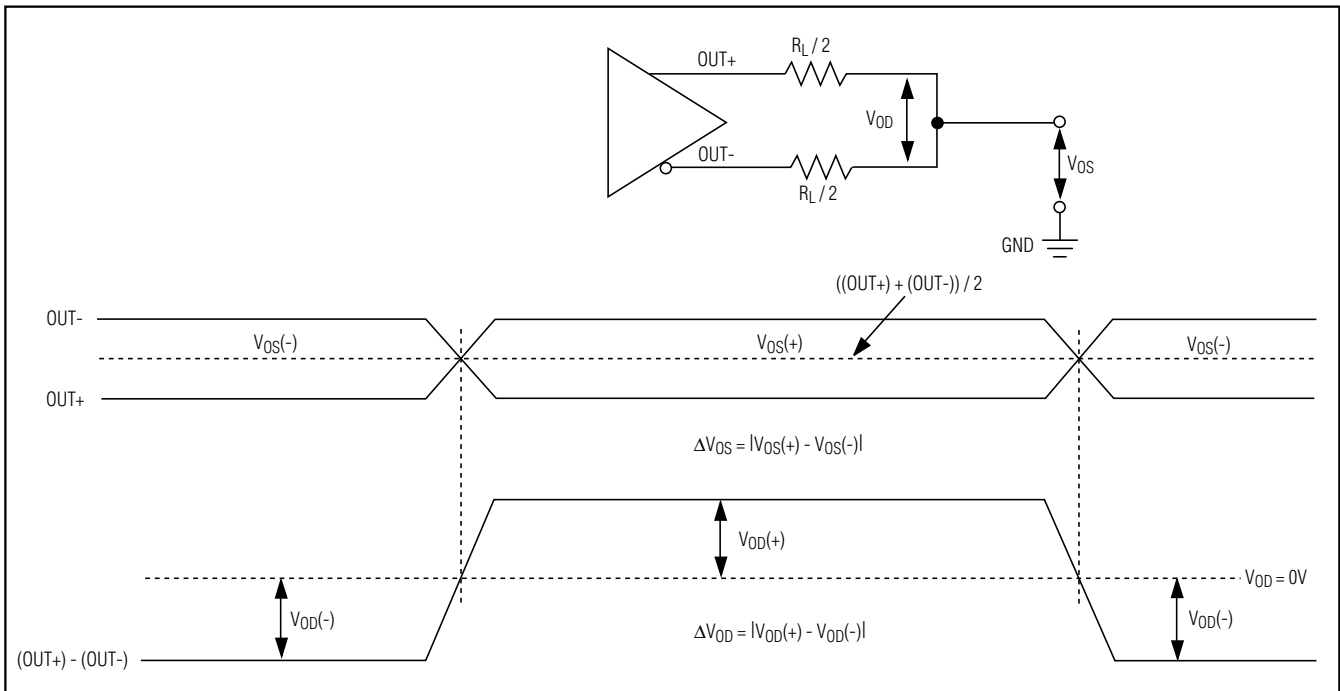 R_L / 2
OUT+
V_OD
OUT-
V_OS
R_L / 2
GND
((OUT+) + (OUT-)) / 2
OUT-
V_OS(-)
V_OS(+)
V_OS(-)
OUT+
ΔV_OS = |V_OS(+) - V_OS(-)|
V_OD(+)
V_OD = 0V
V_OD(-)
ΔV_OD = |V_OD(+) - V_OD(-)|
V_OD(-)
(OUT+) - (OUT-)